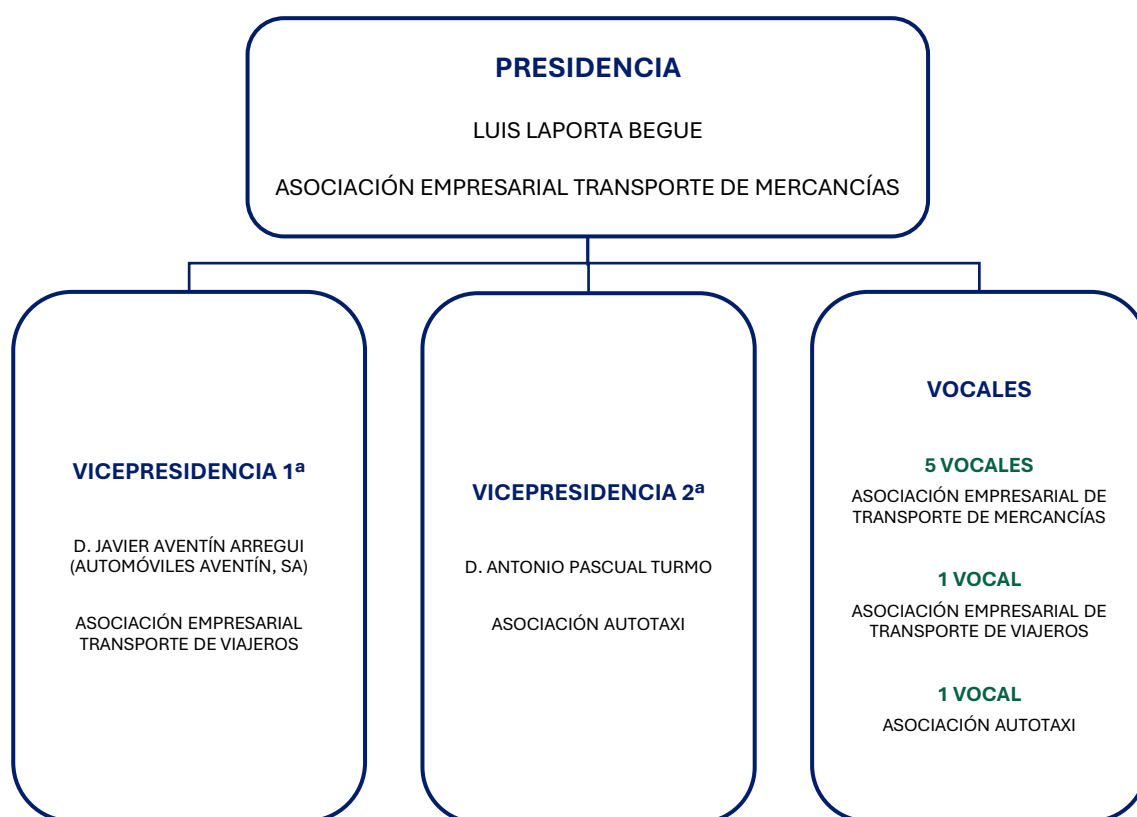 PRESIDENCIA
LUIS LAPORTA BEGUE
ASOCIACIÓN EMPRESARIAL TRANSPORTE DE MERCANCÍAS
VICEPRESIDENCIA 1ª
D. JAVIER AVENTÍN ARREGUI
(AUTOMÓVILES AVENTÍN, SA)
ASOCIACIÓN EMPRESARIAL
TRANSPORTE DE VIAJEROS
VICEPRESIDENCIA 2ª
D. ANTONIO PASCUAL TURMO
ASOCIACIÓN AUTOTAXI
VOCALES
5 VOCALES
ASOCIACIÓN EMPRESARIAL DE
TRANSPORTE DE MERCANCÍAS
1 VOCAL
ASOCIACIÓN EMPRESARIAL DE
TRANSPORTE DE VIAJEROS
1 VOCAL
ASOCIACIÓN AUTOTAXI